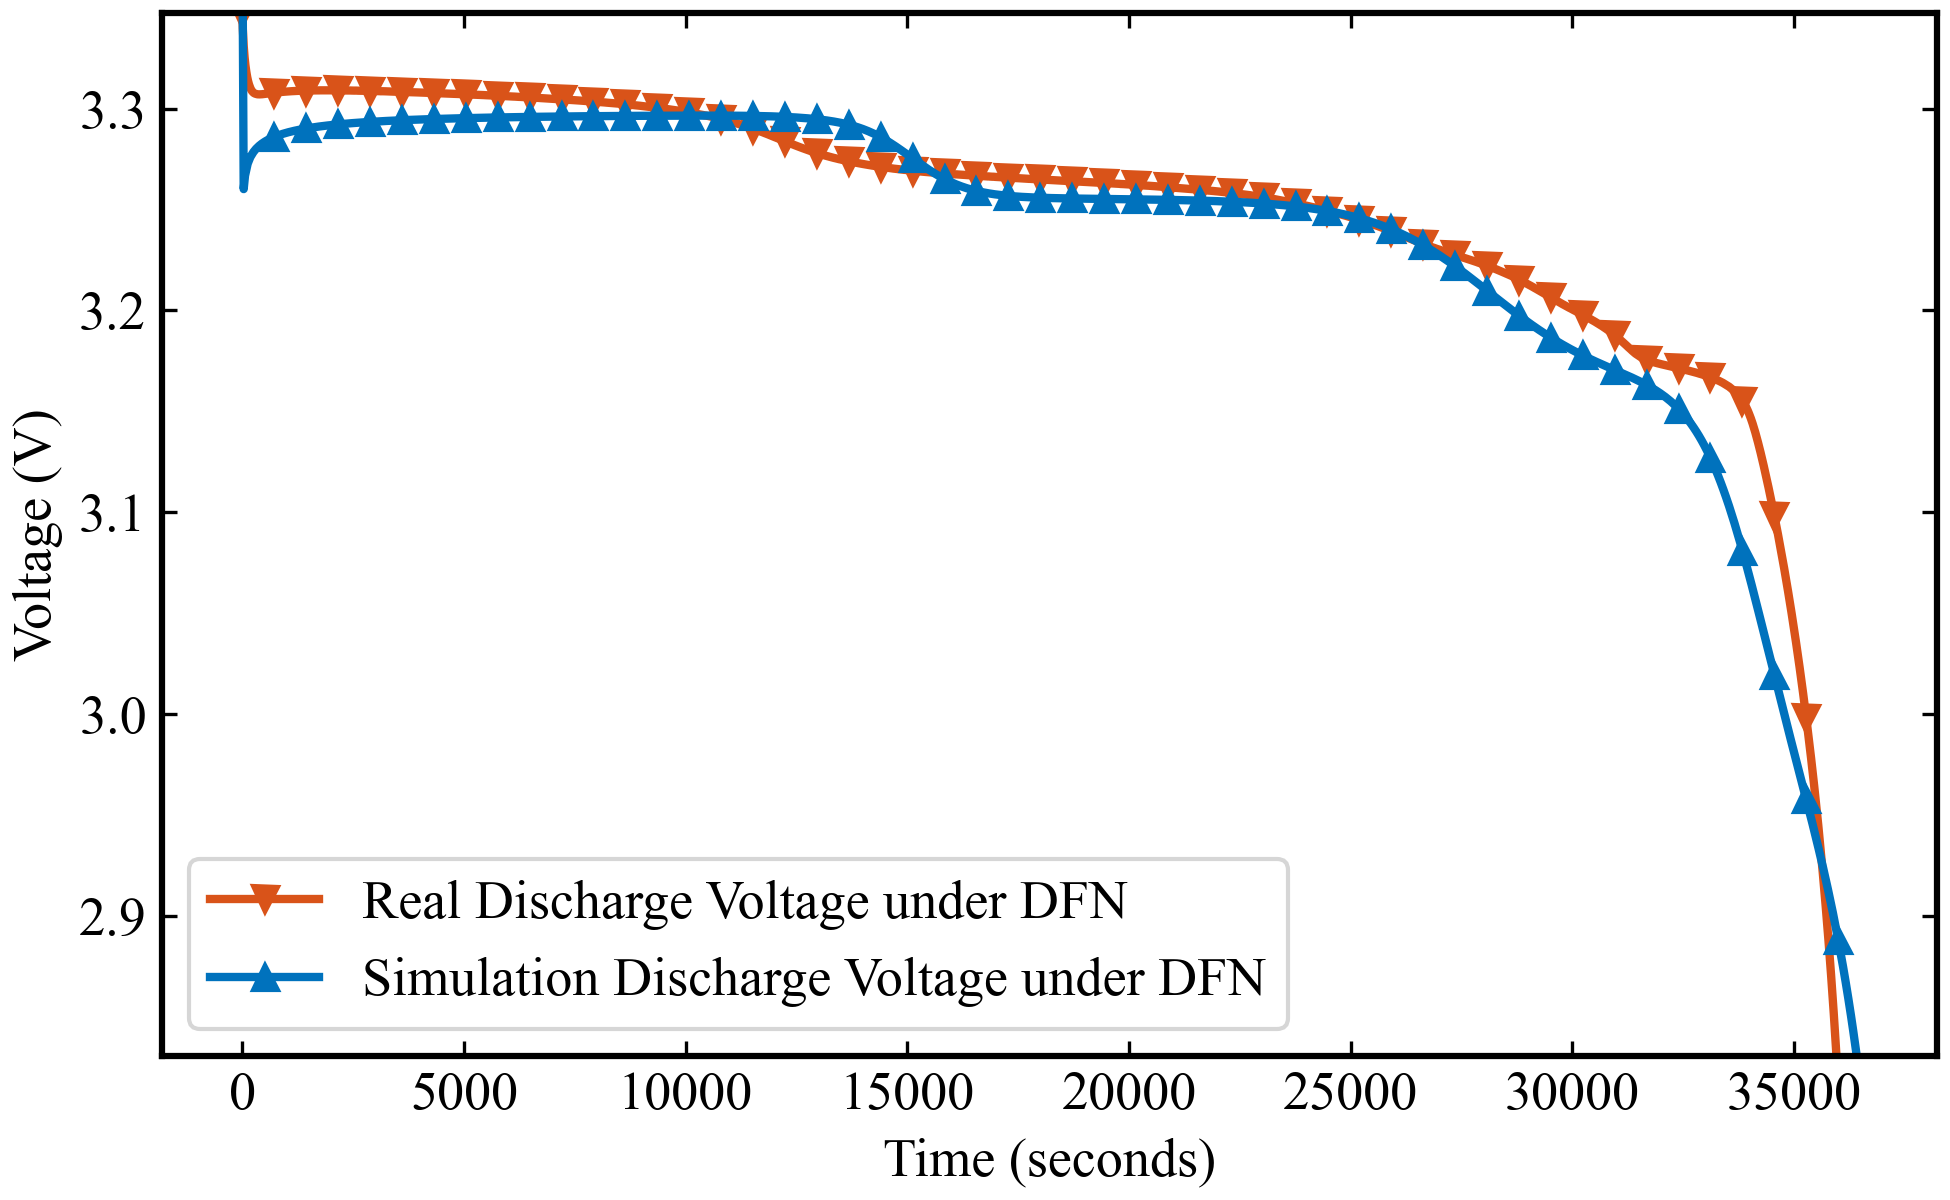 3.3
3.2
3.1
3.0
2.9
Voltage (V)
Real Discharge Voltage under DFN
Simulation Discharge Voltage under DFN
0 5000 10000 15000 20000 25000 30000 35000
Time (seconds)